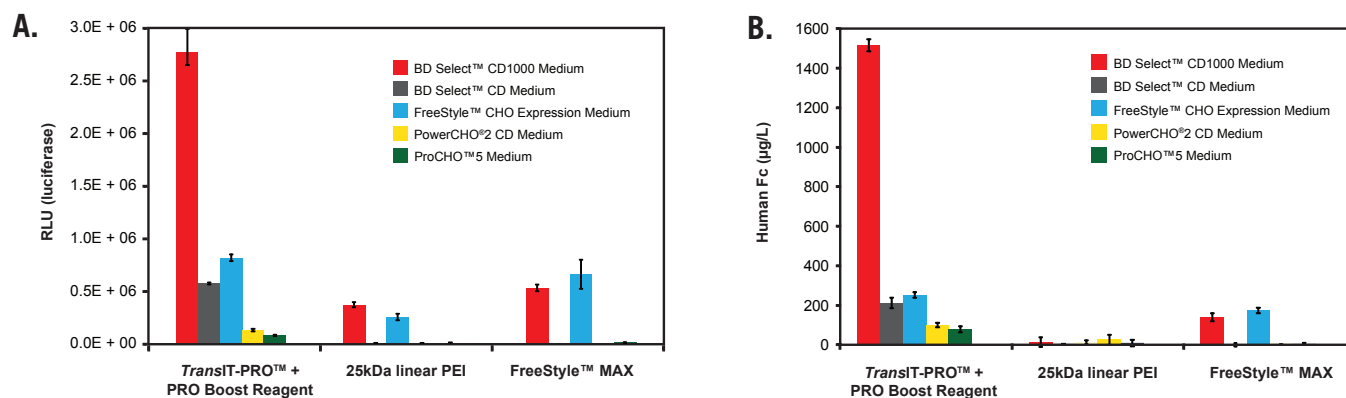 A.
3.0E + 06
2.5E + 06
2.0E + 06
1.5E + 06
1.0E + 06
0.5E + 06
0.0E + 00
RLU (luciferase)
BD Select™ CD1000 Medium
BD Select™ CD Medium
FreeStyle™ CHO Expression Medium
PowerCHO®2 CD Medium
ProCHO™5 Medium
TransIT-PRO™ +
PRO Boost Reagent
25kDa linear PEI
FreeStyle™ MAX
B.
1600
1400
1200
1000
800
600
400
200
0
Human Fc (µg/L)
BD Select™ CD1000 Medium
BD Select™ CD Medium
FreeStyle™ CHO Expression Medium
PowerCHO®2 CD Medium
ProCHO™5 Medium
TransIT-PRO™ +
PRO Boost Reagent
25kDa linear PEI
FreeStyle™ MAX